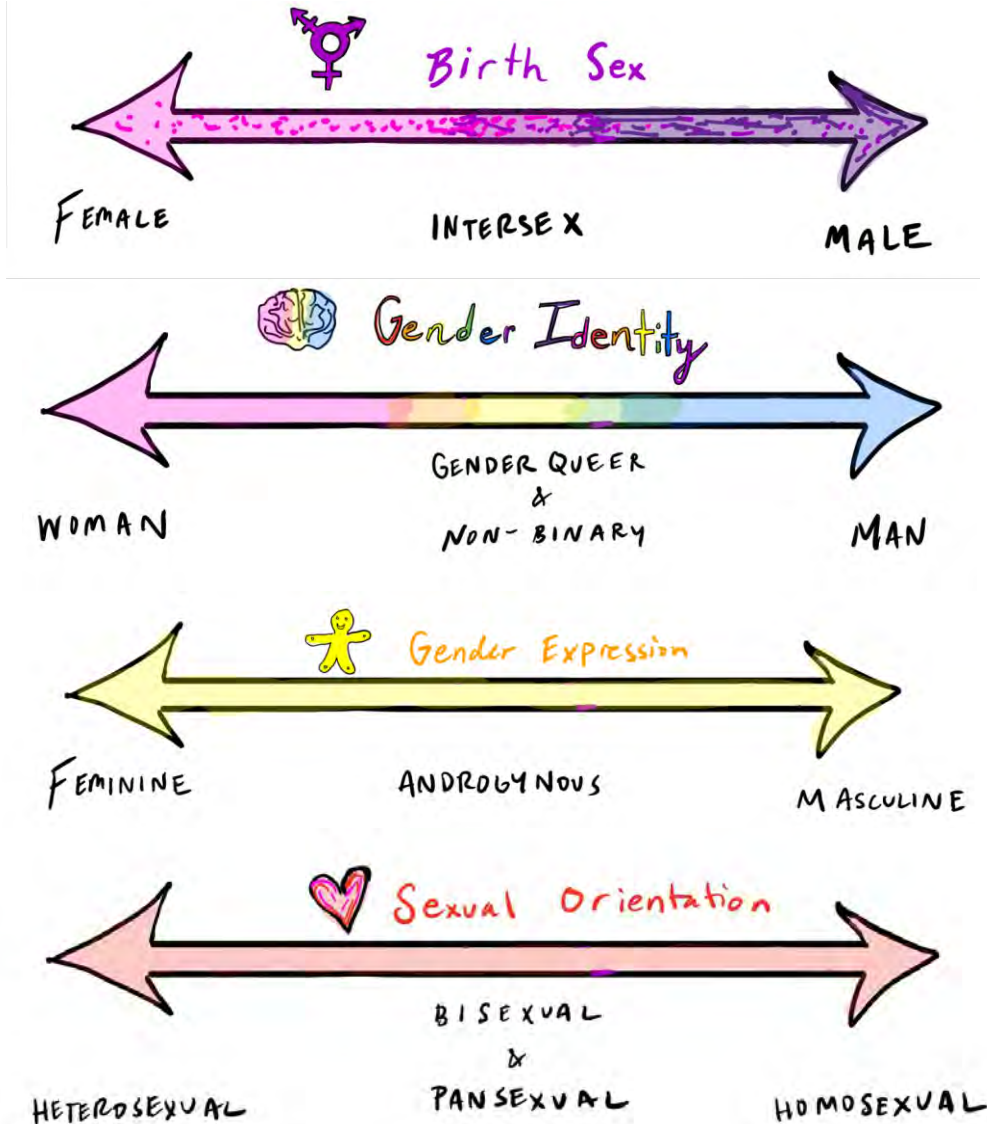 Birth Sex
FEMALE
INTERSEX
MALE
Gender Identity
GENDER QUEER
&
WOMAN
NON-BINARY
MAN
Gender Expression
FEMININE
ANDROGYNOUS
MASCULINE
Sexual Orientation
BISEXUAL
&
HETEROSEXUAL
PANSEXUAL
HOMOSEXUAL